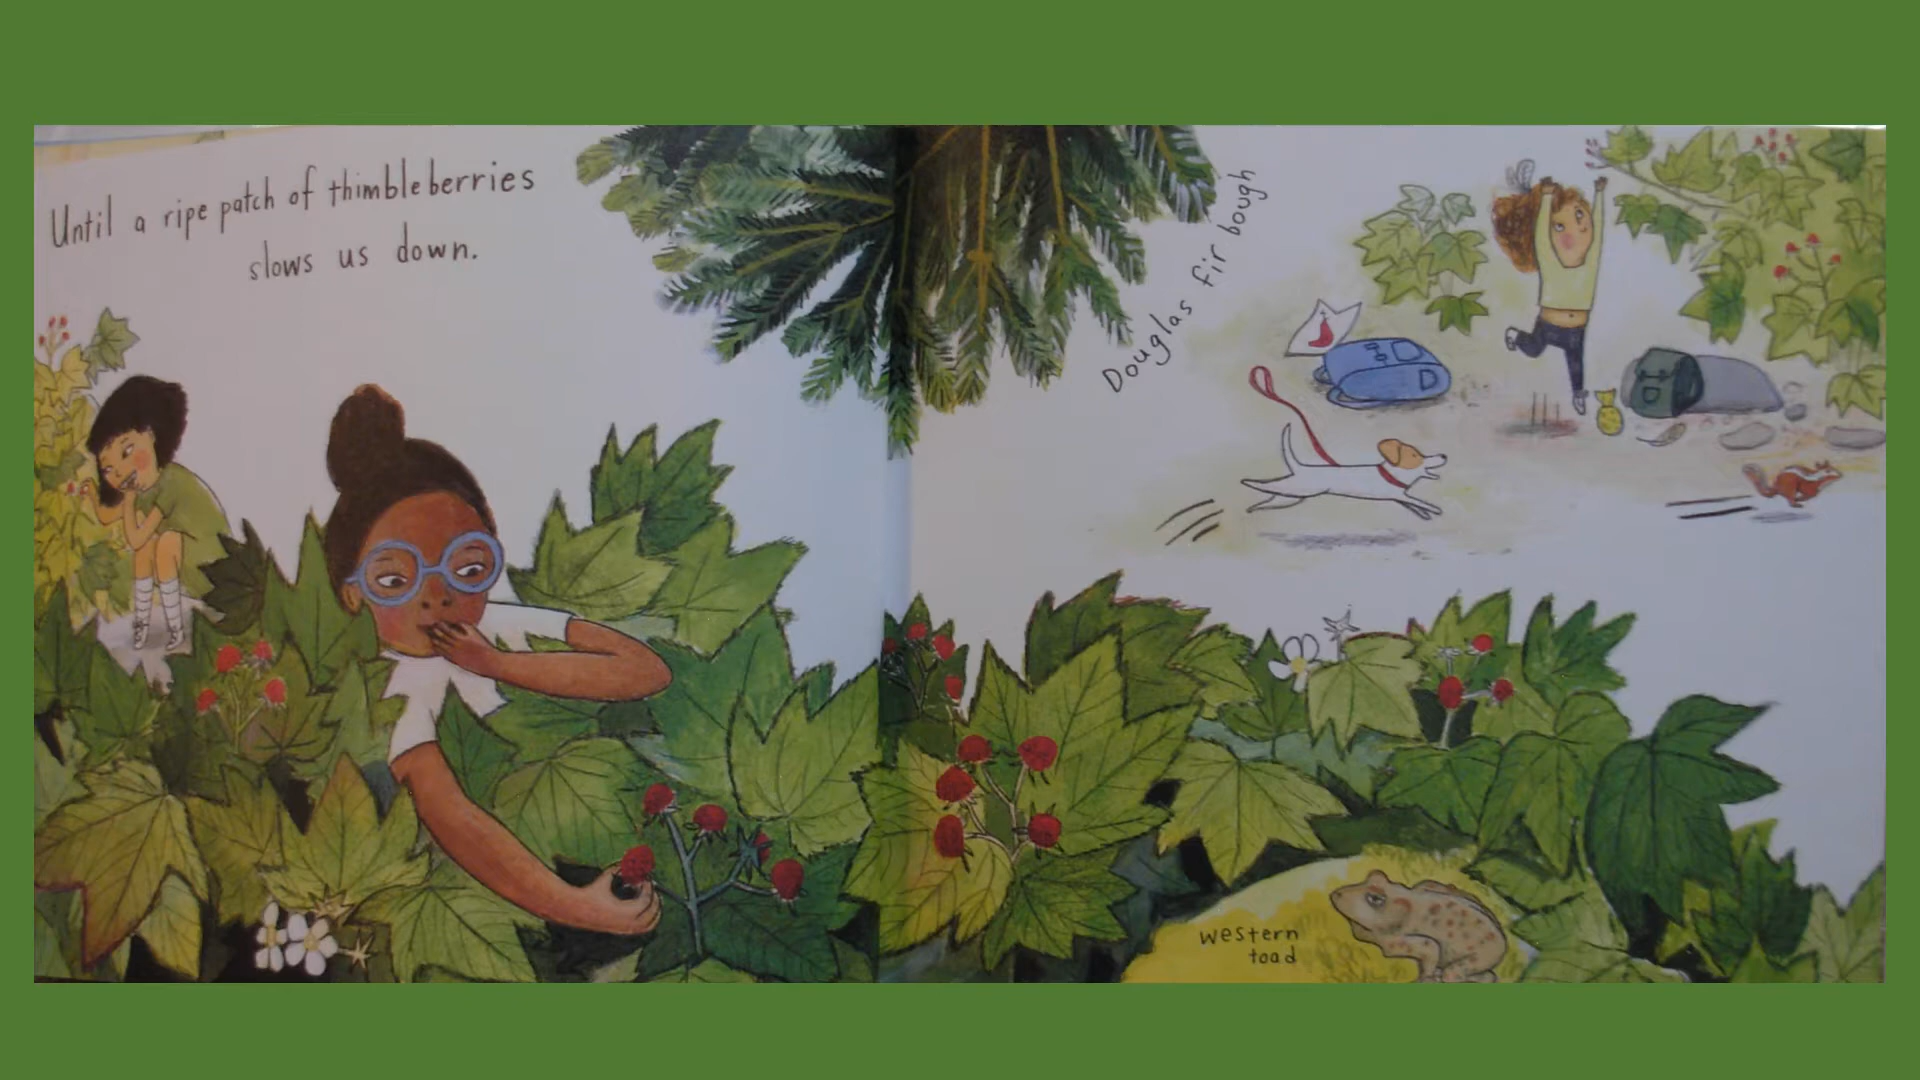 Until a ripe patch of thimbleberries
slows us down.
Douglas fir bough
western
toad